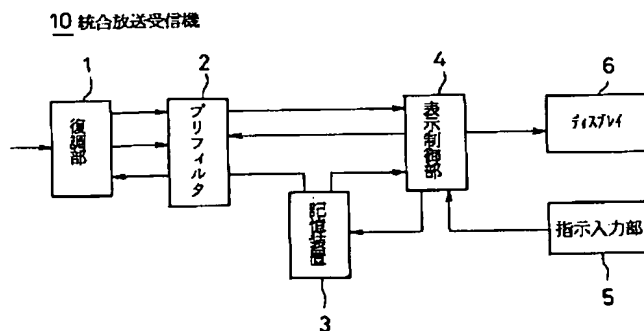 10 統合放送受信機
1
復調部
2
プリフィルタ
4
表示制御部
6
ディスプレイ
記憶装置
3
指示入力部
5